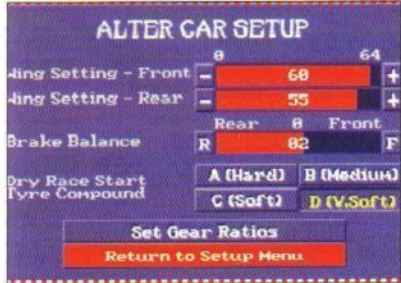 ALTER CAR SETUP
0 64
Wing Setting - Front - 60 +
Wing Setting - Rear - 55 +
Rear 0 Front
Brake Balance R 02 F
Dry Race Start
Tyre Compound
A (Hard) B (Medium)
C (Soft) D (V.Soft)
Set Gear Ratios
Return to Setup Menu